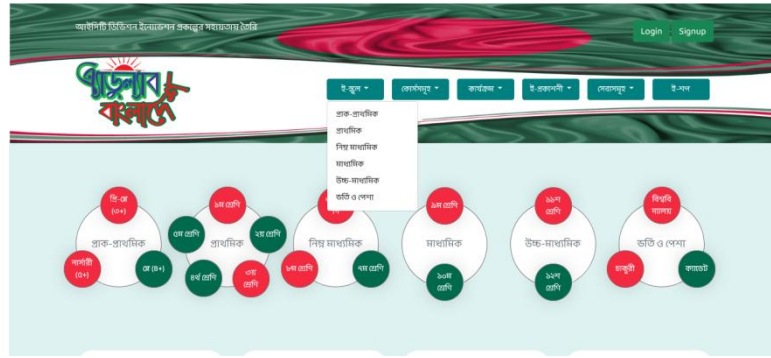 আইসিটি ডিভিশন ইনোভেশন প্রকল্পের সহায়তায় তৈরি
Login
Signup
এ্যাডুল্যাব
বাংলাদেশ
ই-স্কুল
কোর্সসমূহ
কার্যক্রম
ই-প্রকাশনী
সেবাসমূহ
ই-শপ
প্রাক-প্রাথমিক
প্রাথমিক
নিম্ন মাধ্যমিক
মাধ্যমিক
উচ্চ-মাধ্যমিক
ভর্তি ও পেশা
প্রি-প্লে
(৩+)
প্রাক-প্রাথমিক
নার্সারী
(৫+)
প্লে (৪+)
১ম শ্রেণি
৫ম শ্রেণি
প্রাথমিক
২য় শ্রেণি
৪র্থ শ্রেণি
৩য়
শ্রেণি
নিম্ন মাধ্যমিক
৮ম শ্রেণি
৭ম শ্রেণি
৯ম শ্রেণি
মাধ্যমিক
১০ম
শ্রেণি
১১শ
শ্রেণি
উচ্চ-মাধ্যমিক
১২শ
শ্রেণি
বিশ্ববি
দ্যালয়
ভর্তি ও পেশা
চাকুরী
ক্যাডেট